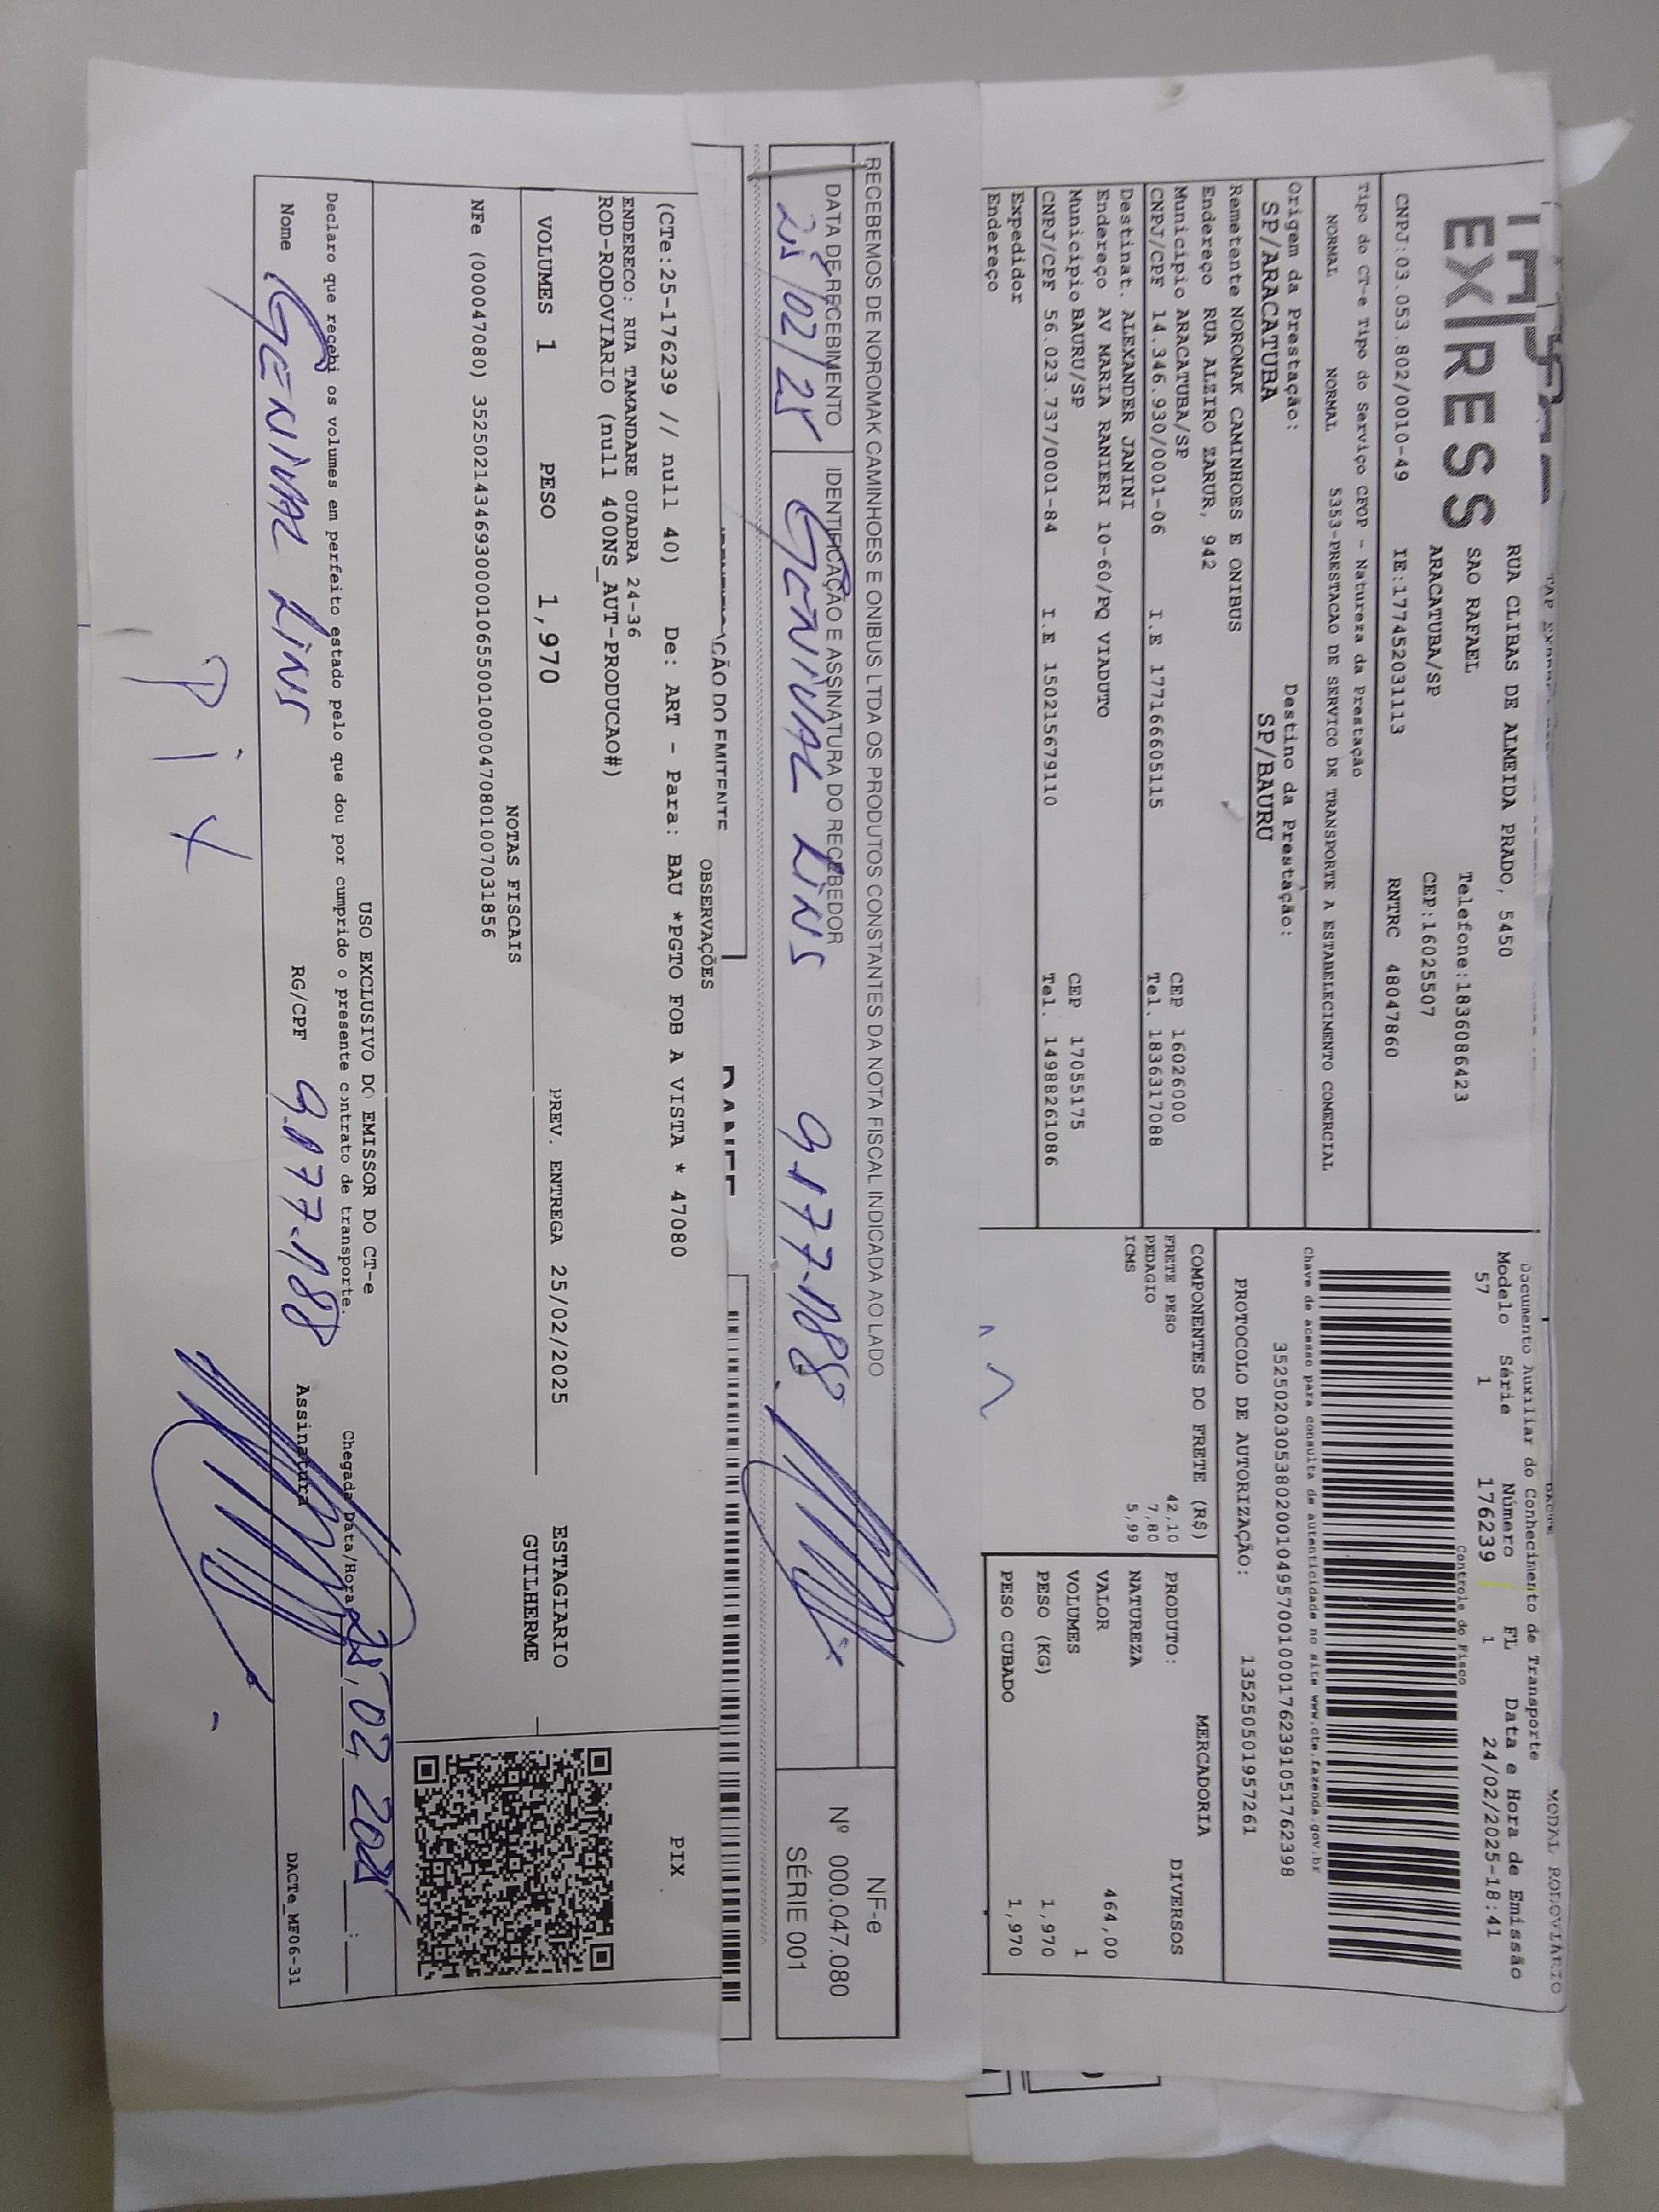 EXPRESS
RUA CLIBAS DE ALMEIDA PRADO, 5450
SAO RAFAEL
Telefone:1836086423
ARACATUBA/SP
CEP:16025507
CNPJ:03.053.802/0010-49 IE:177452031113 RNTRC 48047860
Tipo do CT-e Tipo do Serviço CFOP - Natureza da Prestação
NORMAL NORMAL 5353-PRESTACAO DE SERVICO DE TRANSPORTE A ESTABELECIMENTO COMERCIAL
Origem da Prestação: Destino da Prestação:
SP/ARACATUBA SP/BAURU
Remetente NOROMAK CAMINHOES E ONIBUS
Endereço RUA ALZIRO ZARUR, 942
Município ARACATUBA/SP CEP 16026000
CNPJ/CPF 14.346.930/0001-06 I.E 177166605115 Tel. 1836317088
Destinat. ALEXANDER JANINI
Endereço AV MARIA RANIERI 10-60/PQ VIADUTO
Município BAURU/SP CEP 17055175
CNPJ/CPF 56.023.737/0001-84 I.E 150215679110 Tel. 14988261086
Expedidor
Endereço
MODAL RODOVIÁRIO
Documento Auxiliar do Conhecimento de Transporte
Modelo Série Número FL Data e Hora de Emissão
57 1 176239 1 24/02/2025-18:41
Controle do Fisco
Chave de acesso para consulta de autenticidade no site www.cte.fazenda.gov.br
35250203053802001049570010001762391051762398
PROTOCOLO DE AUTORIZAÇÃO: 135250501957261
COMPONENTES DO FRETE (R$)
FRETE PESO 42,10
PEDAGIO 7,80
ICMS 5,99
MERCADORIA
PRODUTO: DIVERSOS
NATUREZA
VALOR 464,00
VOLUMES 1
PESO (KG) 1,970
PESO CUBADO 1,970
RECEBEMOS DE NOROMAK CAMINHOES E ONIBUS LTDA OS PRODUTOS CONSTANTES DA NOTA FISCAL INDICADA AO LADO
DATA DE RECEBIMENTO IDENTIFICAÇÃO E ASSINATURA DO RECEBEDOR
25/02/25 GENIVAL LINS 9.177.188
NF-e
Nº 000.047.080
SÉRIE 001
DANFE
OBSERVAÇÕES
(CTe:25-176239 // null 40) De: ART - Para: BAU *PGTO FOB A VISTA * 47080
ENDERECO: RUA TAMANDARE QUADRA 24-36
ROD-RODOVIARIO (null 400NS_AUT-PRODUCAO#)
PIX
VOLUMES 1 PESO 1,970 PREV. ENTREGA 25/02/2025 ESTAGIARIO
GUILHERME
NOTAS FISCAIS
NFe (000047080) 35250214346930000106550010000470801007031856
USO EXCLUSIVO DO EMISSOR DO CT-e
Declaro que recebi os volumes em perfeito estado pelo que dou por cumprido o presente contrato de transporte.
Chegada Data/Hora 25,02 2025
Nome GENIVAL LINS RG/CPF 9.177.188 Assinatura
DACTe_MF06-31
Pix